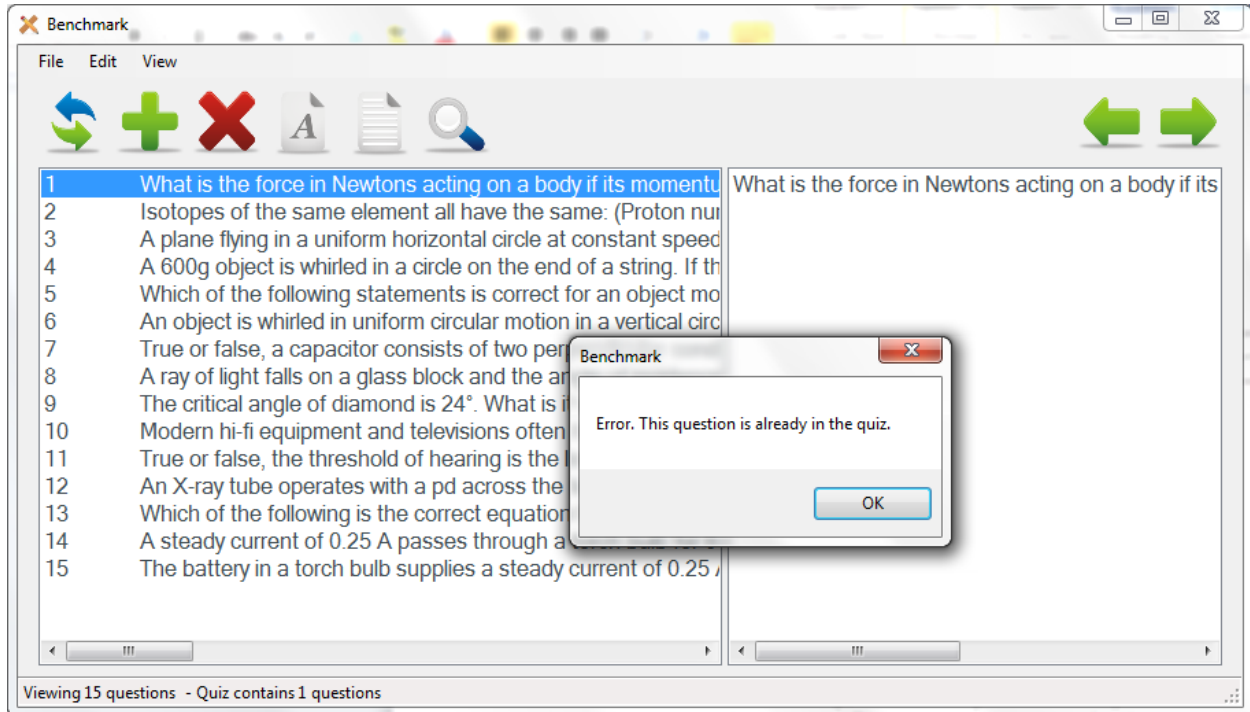 Benchmark
File Edit View
A
1 What is the force in Newtons acting on a body if its momentu
2 Isotopes of the same element all have the same: (Proton nu
3 A plane flying in a uniform horizontal circle at constant speed
4 A 600g object is whirled in a circle on the end of a string. If th
5 Which of the following statements is correct for an object mo
6 An object is whirled in uniform circular motion in a vertical circ
7 True or false, a capacitor consists of two per
8 A ray of light falls on a glass block and the an
9 The critical angle of diamond is 24°. What is i
10 Modern hi-fi equipment and televisions often
11 True or false, the threshold of hearing is the
12 An X-ray tube operates with a pd across the
13 Which of the following is the correct equation
14 A steady current of 0.25 A passes through a
15 The battery in a torch bulb supplies a steady current of 0.25
What is the force in Newtons acting on a body if its
Benchmark
Error. This question is already in the quiz.
OK
Viewing 15 questions - Quiz contains 1 questions